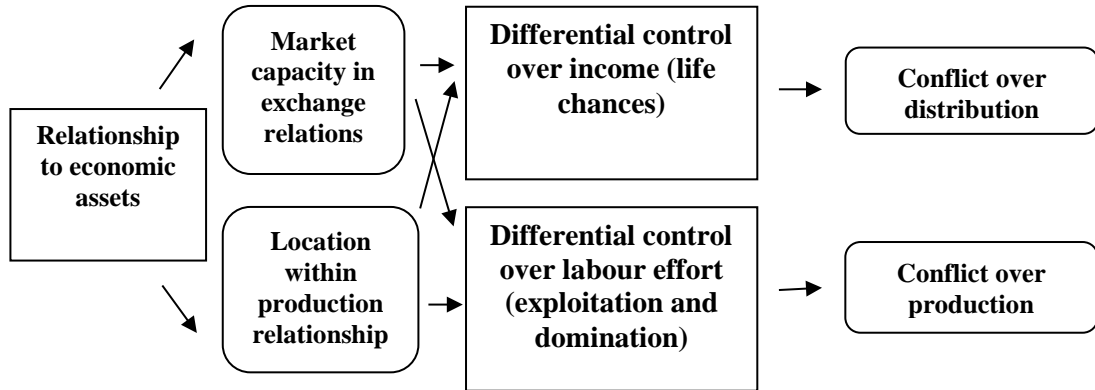 Relationship
to economic
assets
Market
capacity in
exchange
relations
Location
within
production
relationship
Differential control
over income (life
chances)
Differential control
over labour effort
(exploitation and
domination)
Conflict over
distribution
Conflict over
production